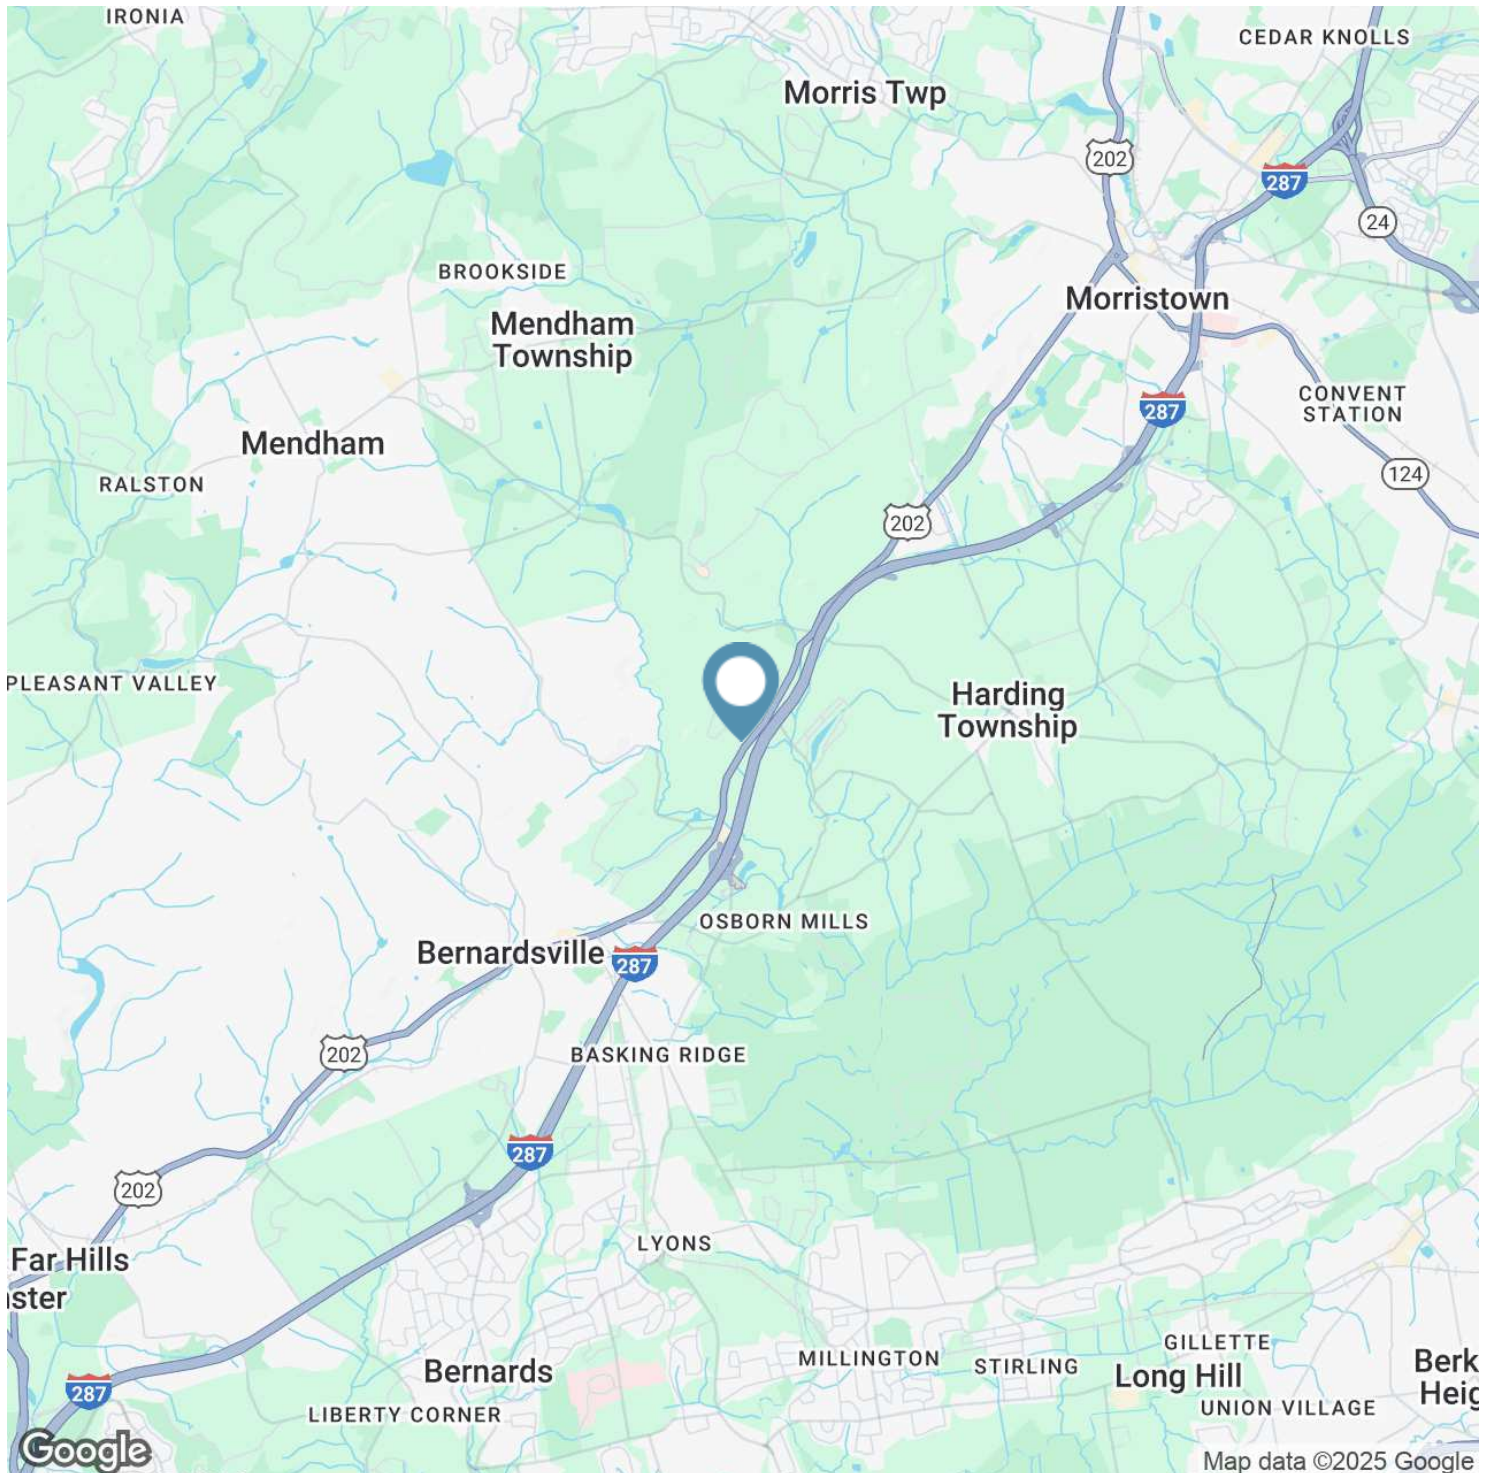 IRONIA
CEDAR KNOLLS
Morris Twp
202
287
24
BROOKSIDE
Morristown
Mendham
Township
CONVENT
STATION
287
Mendham
124
RALSTON
202
PLEASANT VALLEY
Harding
Township
OSBORN MILLS
Bernardsville
287
202
BASKING RIDGE
287
202
LYONS
Far Hills
ster
GILLETTE
MILLINGTON
STIRLING
Long Hill
Berk
Heig
Bernards
287
UNION VILLAGE
LIBERTY CORNER
Google
Map data ©2025 Google